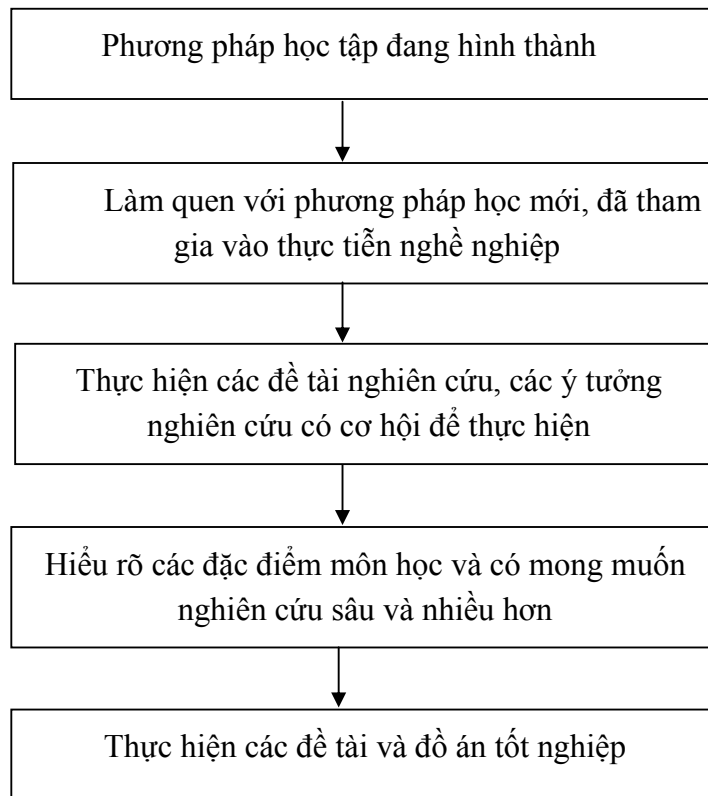 Phương pháp học tập đang hình thành
Làm quen với phương pháp học mới, đã tham
gia vào thực tiễn nghề nghiệp
Thực hiện các đề tài nghiên cứu, các ý tưởng
nghiên cứu có cơ hội để thực hiện
Hiểu rõ các đặc điểm môn học và có mong muốn
nghiên cứu sâu và nhiều hơn
Thực hiện các đề tài và đồ án tốt nghiệp